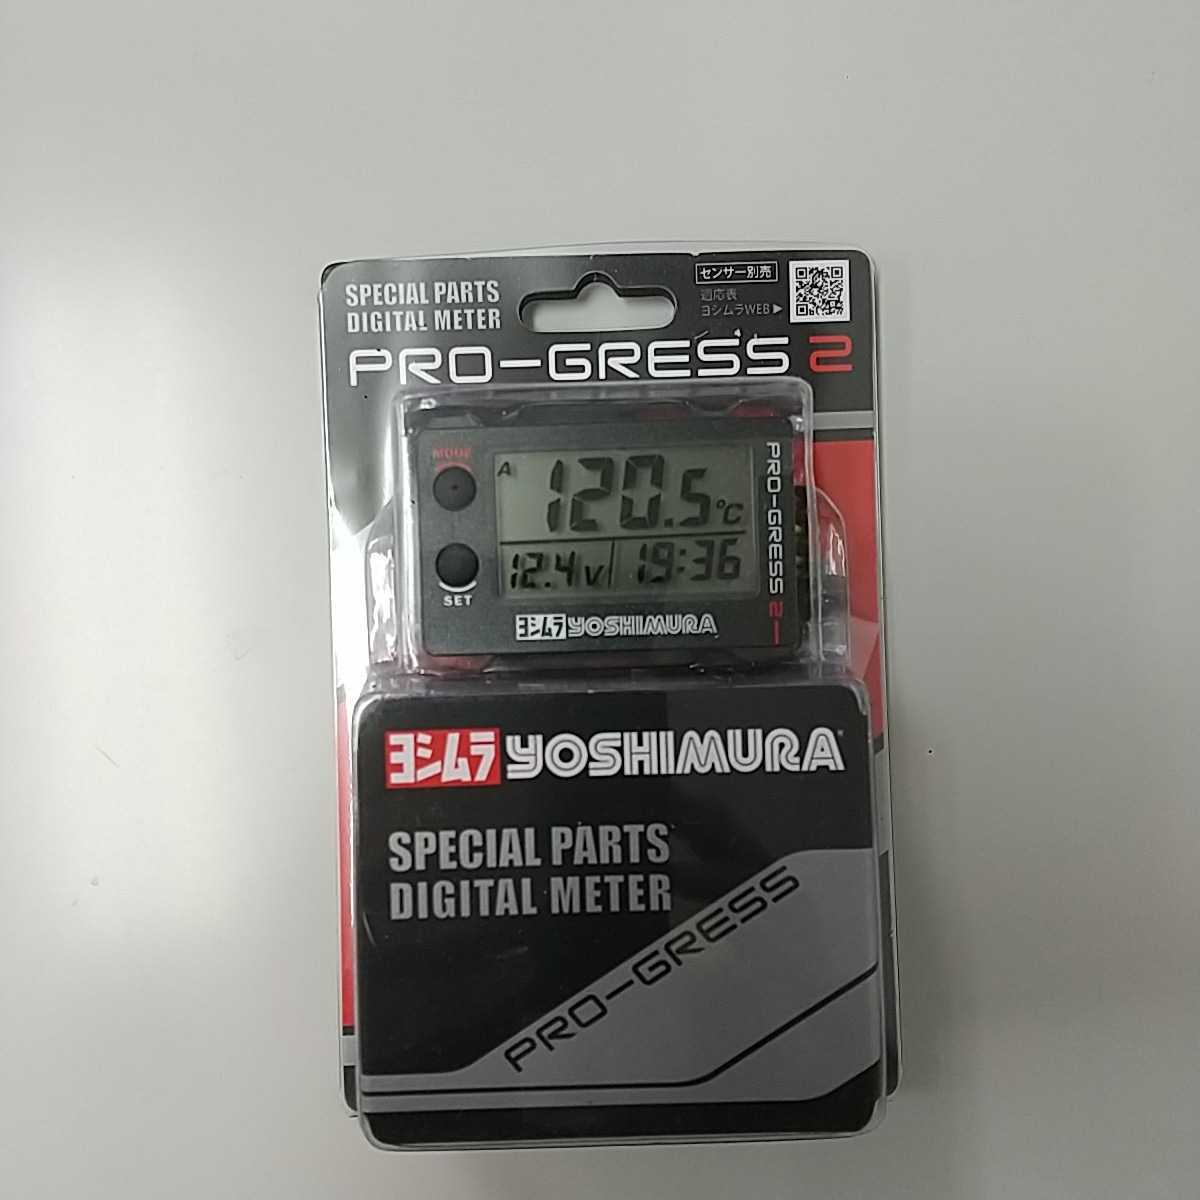 SPECIAL PARTS
DIGITAL METER
センサー別売
適応表
ヨシムラWEB▶
PRO-GRESS 2
MODE
A
120.5°C
12.4V 19:36
SET
PRO-GRESS 2
ヨシムラ YOSHIMURA
ヨシムラ YOSHIMURA
SPECIAL PARTS
DIGITAL METER
PRO-GRESS